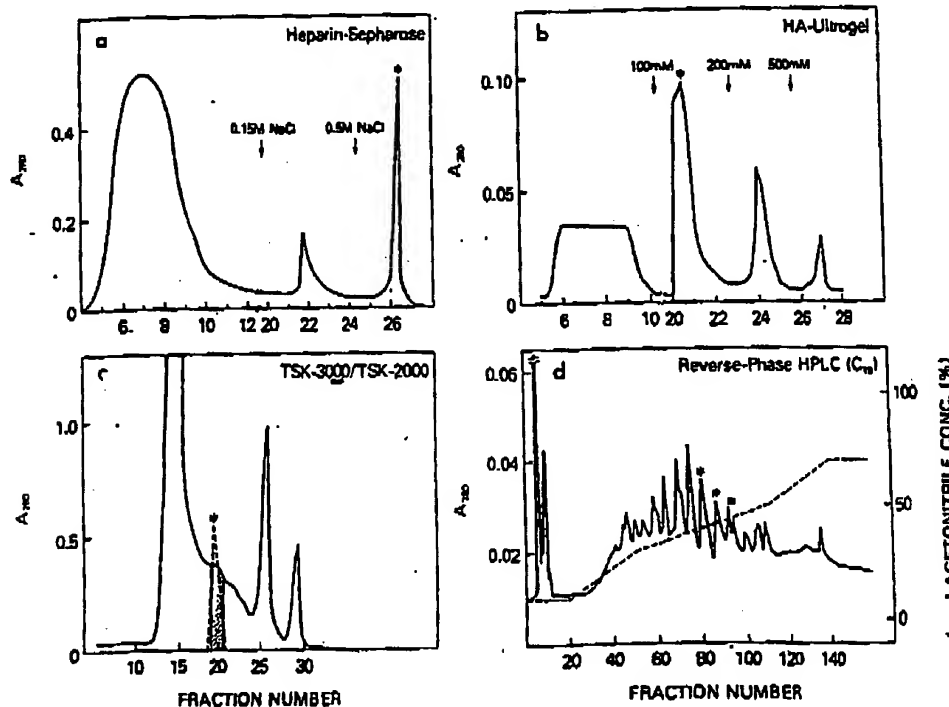 a
Heparin-Sepharose
0.4
0.2
0
0.15M NaCl
0.5M NaCl
*
6 8 10 12 20 22 24 26
b
HA-Ultrogel
0.10
0.05
0
100mM
*
200mM
500mM
6 8 10 20 22 24 26 28
c
TSK-3000/TSK-2000
1.0
0.5
0
*
10 15 20 25 30
FRACTION NUMBER
d
Reverse-Phase HPLC
0.06
0.04
0.02
*
*
100
50
0
ACETONITRILE CONC. (%)
20 40 60 80 100 120 140
FRACTION NUMBER